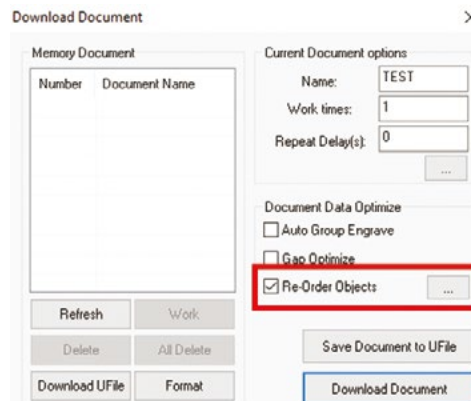 Download Document
Memory Document
Number Document Name
Refresh Work
Delete All Delete
Download UFile Format
Current Document options
Name: TEST
Work times: 1
Repeat Delay(s): 0
...
Document Data Optimize
Auto Group Engrave
Gap Optimize
Re-Order Objects ...
Save Document to UFile
Download Document